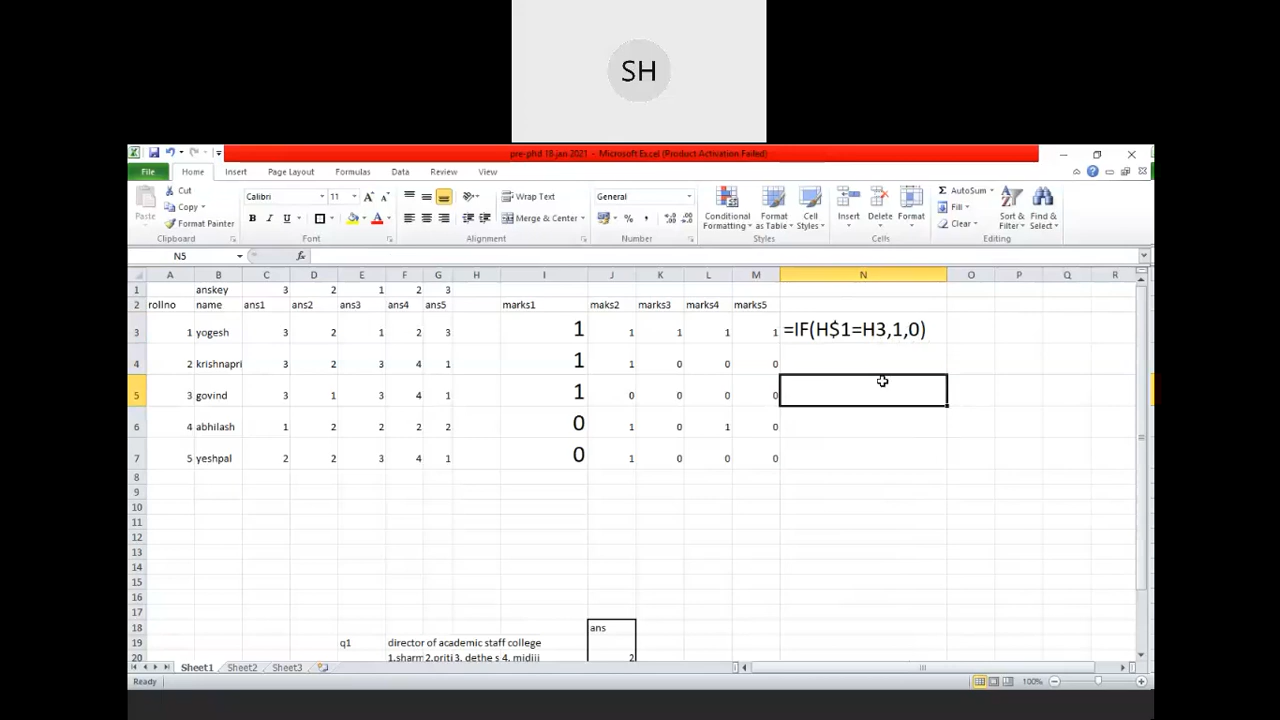 SH
pre-phd 18 jan 2021 - Microsoft Excel (Product Activation Failed)
File Home Insert Page Layout Formulas Data Review View
Paste
Cut
Copy
Format Painter
Clipboard
Calibri 11
B I U
Font
Wrap Text
Merge & Center
Alignment
General
% ,
Number
Conditional Formatting
Format as Table
Cell Styles
Styles
Insert Delete Format
Cells
AutoSum
Fill
Clear
Sort & Filter
Find & Select
Editing
N5 fx
A B C D E F G H I J K L M N O P Q R
1 anskey 3 2 1 2 3
2 rollno name ans1 ans2 ans3 ans4 ans5 marks1 maks2 marks3 marks4 marks5
3 1 yogesh 3 2 1 2 3 1 1 1 1 1 =IF(H$1=H3,1,0)
4 2 krishnapri 3 2 3 4 1 1 1 0 0 0
5 3 govind 3 1 3 4 1 1 0 0 0 0
6 4 abhilash 1 2 2 2 2 0 1 0 1 0
7 5 yeshpal 2 2 3 4 1 0 1 0 0 0
8
9
10
11
12
13
14
15
16
17
18 ans
19 q1 director of academic staff college
20 1.sharm 2.priti 3. dethe s 4. midiji 2
Sheet1 Sheet2 Sheet3
Ready 100%